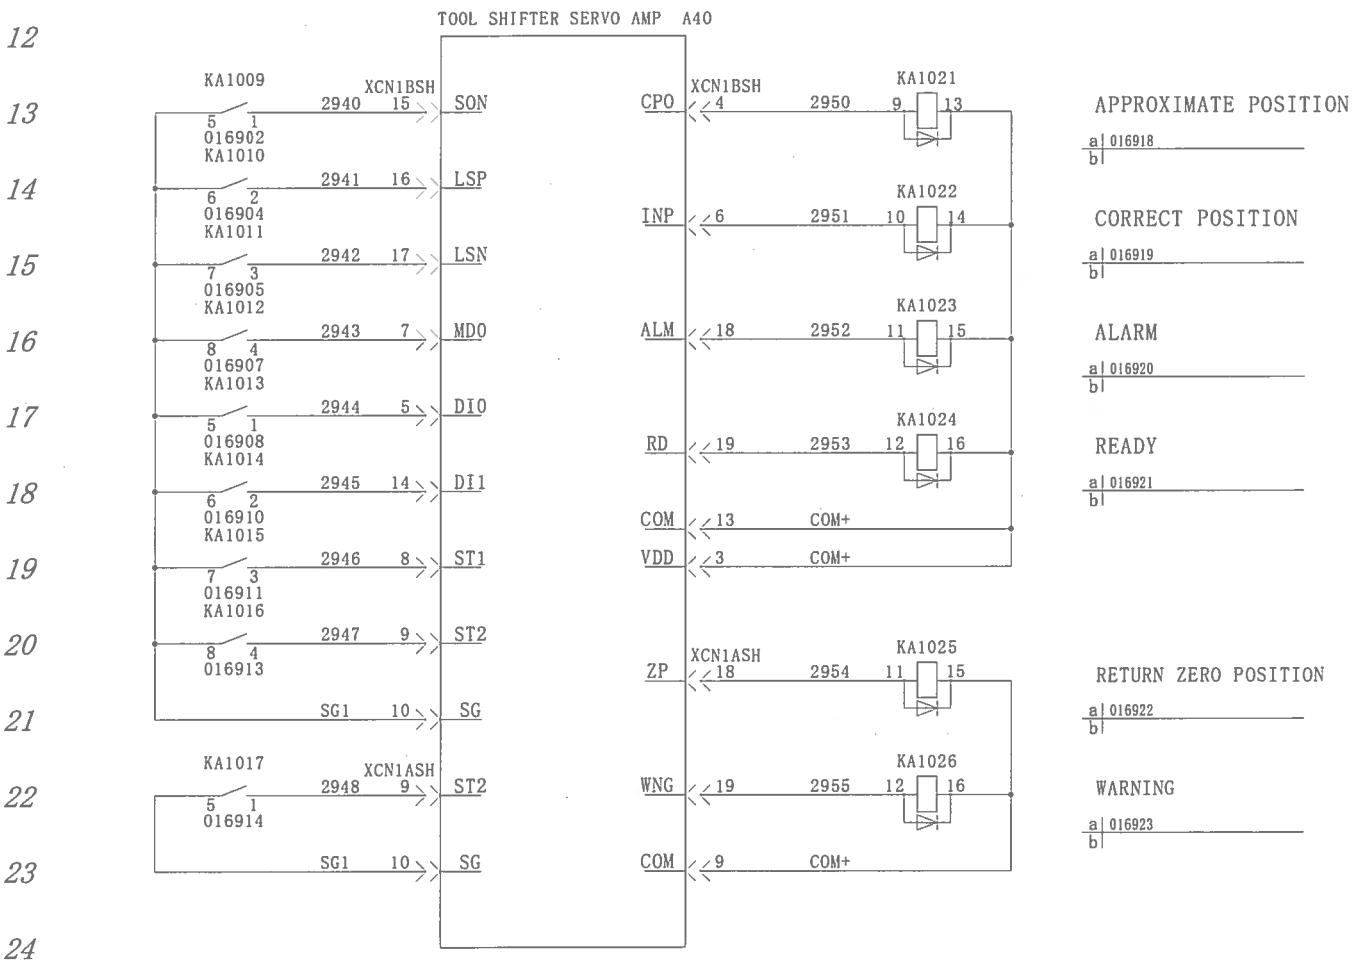 TOOL SHIFTER SERVO AMP A40
12
KA1009
XCN1BSH
XCN1BSH
KA1021
13
2940 15 SON
CPO 4 2950 9 13
APPROXIMATE POSITION
5 1
016902
a 016918
b
KA1010
14
2941 16 LSP
6 2
016904
KA1022
INP 6 2951 10 14
CORRECT POSITION
KA1011
15
2942 17 LSN
a 016919
b
7 3
016905
KA1012
KA1023
16
2943 7 MD0
ALM 18 2952 11 15
ALARM
8 4
016907
a 016920
b
KA1013
17
2944 5 DI0
5 1
016908
KA1024
RD 19 2953 12 16
READY
KA1014
18
2945 14 DI1
a 016921
b
6 2
016910
COM 13 COM+
KA1015
19
2946 8 ST1
VDD 3 COM+
7 3
016911
KA1016
20
2947 9 ST2
8 4
016913
XCN1ASH
KA1025
ZP 18 2954 11 15
RETURN ZERO POSITION
21
SG1 10 SG
a 016922
b
KA1017
XCN1ASH
KA1026
22
2948 9 ST2
WNG 19 2955 12 16
WARNING
5 1
016914
a 016923
b
23
SG1 10 SG
COM 9 COM+
24